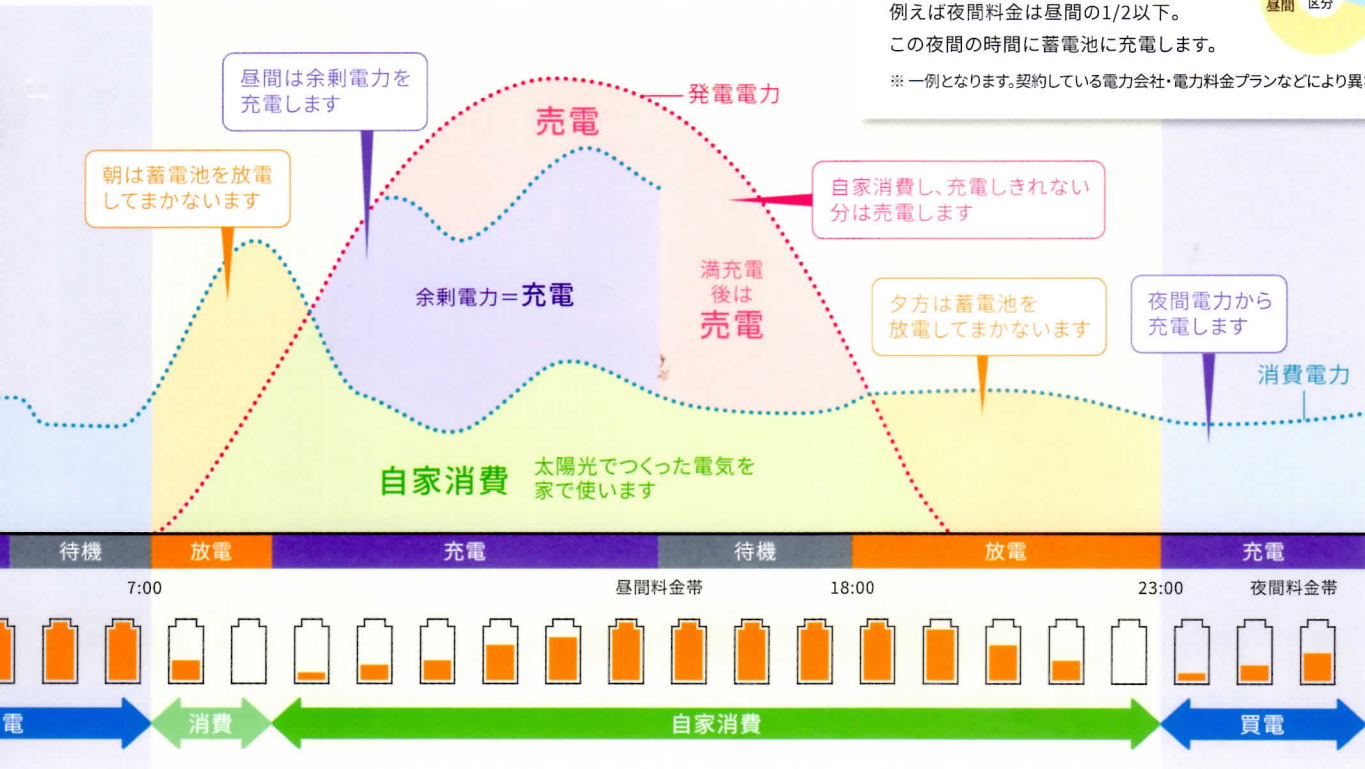 例えば夜間料金は昼間の1/2以下。
この夜間の時間に蓄電池に充電します。
※一例となります。契約している電力会社・電力料金プランなどにより異
昼間
区分
昼間は余剰電力を
充電します
朝は蓄電池を放電
してまかないます
発電電力
売電
自家消費し、充電しきれない
分は売電します
余剰電力=充電
満充電
後は
売電
夕方は蓄電池を
放電してまかないます
夜間電力から
充電します
消費電力
自家消費
太陽光でつくった電気を
家で使います
待機
放電
充電
待機
放電
充電
7:00
昼間料金帯
18:00
23:00
夜間料金帯
電
消費
自家消費
買電